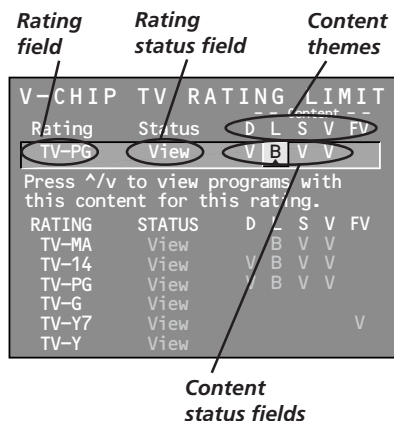 Rating field
Rating status field
Content themes
V-CHIP TV RATING LIMIT
- - Content - -
Rating Status D L S V FV
TV-PG View V B V V
Press ^/v to view programs with
this content for this rating.
RATING STATUS D L S V FV
TV-MA View B V V
TV-14 View V B V V
TV-PG View V B V V
TV-G View
TV-Y7 View V
TV-Y View
Content
status fields